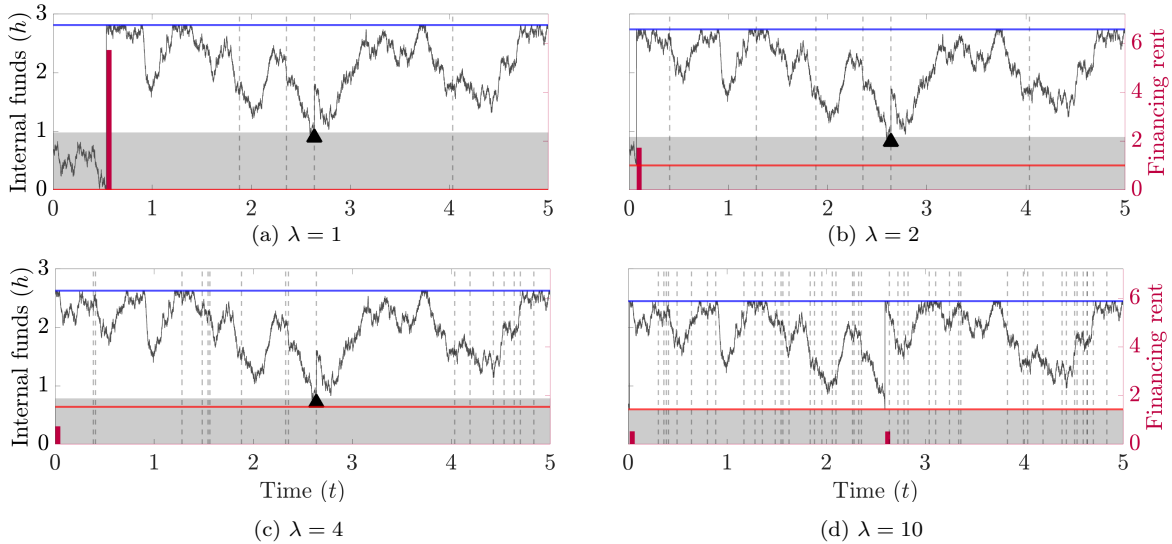 3
2
1
0
Internal funds (h)
0 1 2 3 4 5
(a) λ = 1
6
4
2
0
Financing rent
0 1 2 3 4 5
(b) λ = 2
3
2
1
0
Internal funds (h)
0 1 2 3 4 5
Time (t)
(c) λ = 4
6
4
2
0
Financing rent
0 1 2 3 4 5
Time (t)
(d) λ = 10